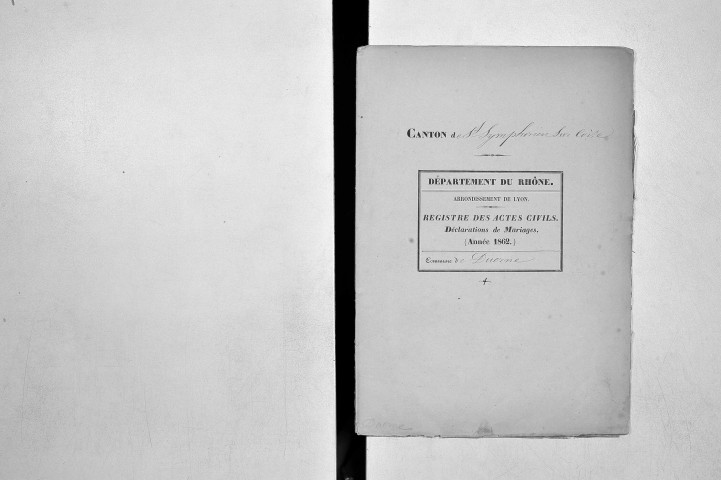 CANTON de St Symphorien sur Coise
DÉPARTEMENT DU RHÔNE.
ARRONDISSEMENT DE LYON.
REGISTRE DES ACTES CIVILS.
Déclarations de Mariages.
(Année 1862.)
Commune de Duerne